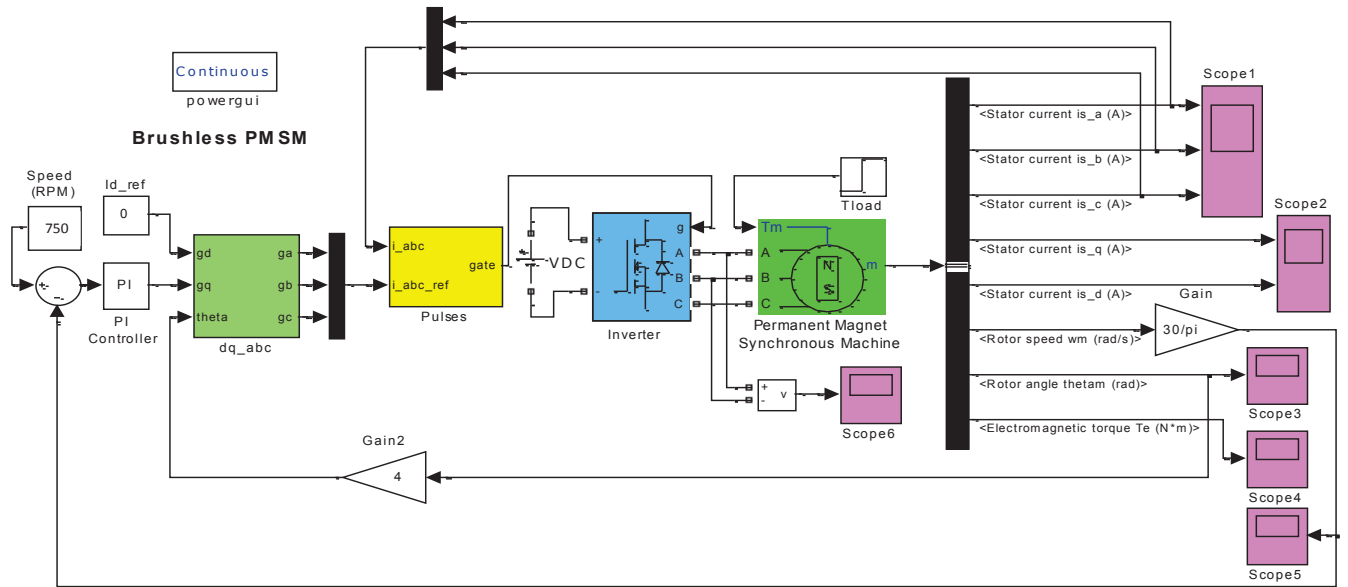 Continuous
powergui
Brushless PMSM
Speed
(RPM)
750
Id_ref
0
+
-
PI
PI
Controller
gd
gq
theta
ga
gb
gc
dq_abc
i_abc
i_abc_ref
gate
Pulses
VDC
+
-
g
A
B
C
Inverter
Tload
Tm
A
B
C
N
S
m
Permanent Magnet
Synchronous Machine
+
-
v
Scope6
<Stator current is_a (A)>
<Stator current is_b (A)>
<Stator current is_c (A)>
<Stator current is_q (A)>
<Stator current is_d (A)>
<Rotor speed wm (rad/s)>
<Rotor angle thetam (rad)>
<Electromagnetic torque Te (N*m)>
Scope1
Scope2
Gain
30/pi
Scope3
Scope4
Scope5
Gain2
4